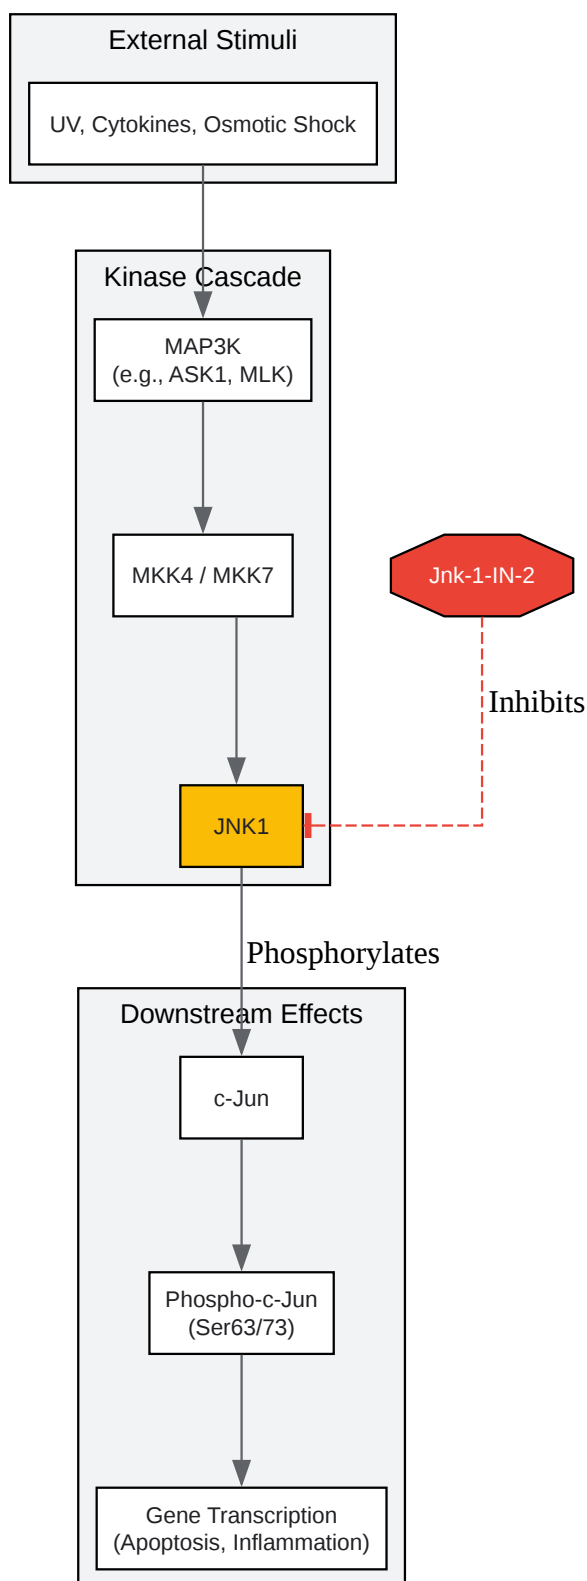 External Stimuli
UV, Cytokines, Osmotic Shock
Kinase Cascade
MAP3K
(e.g., ASK1, MLK)
MKK4 / MKK7
Jnk-1-IN-2
Inhibits
JNK1
Phosphorylates
Downstream Effects
c-Jun
Phospho-c-Jun
(Ser63/73)
Gene Transcription
(Apoptosis, Inflammation)